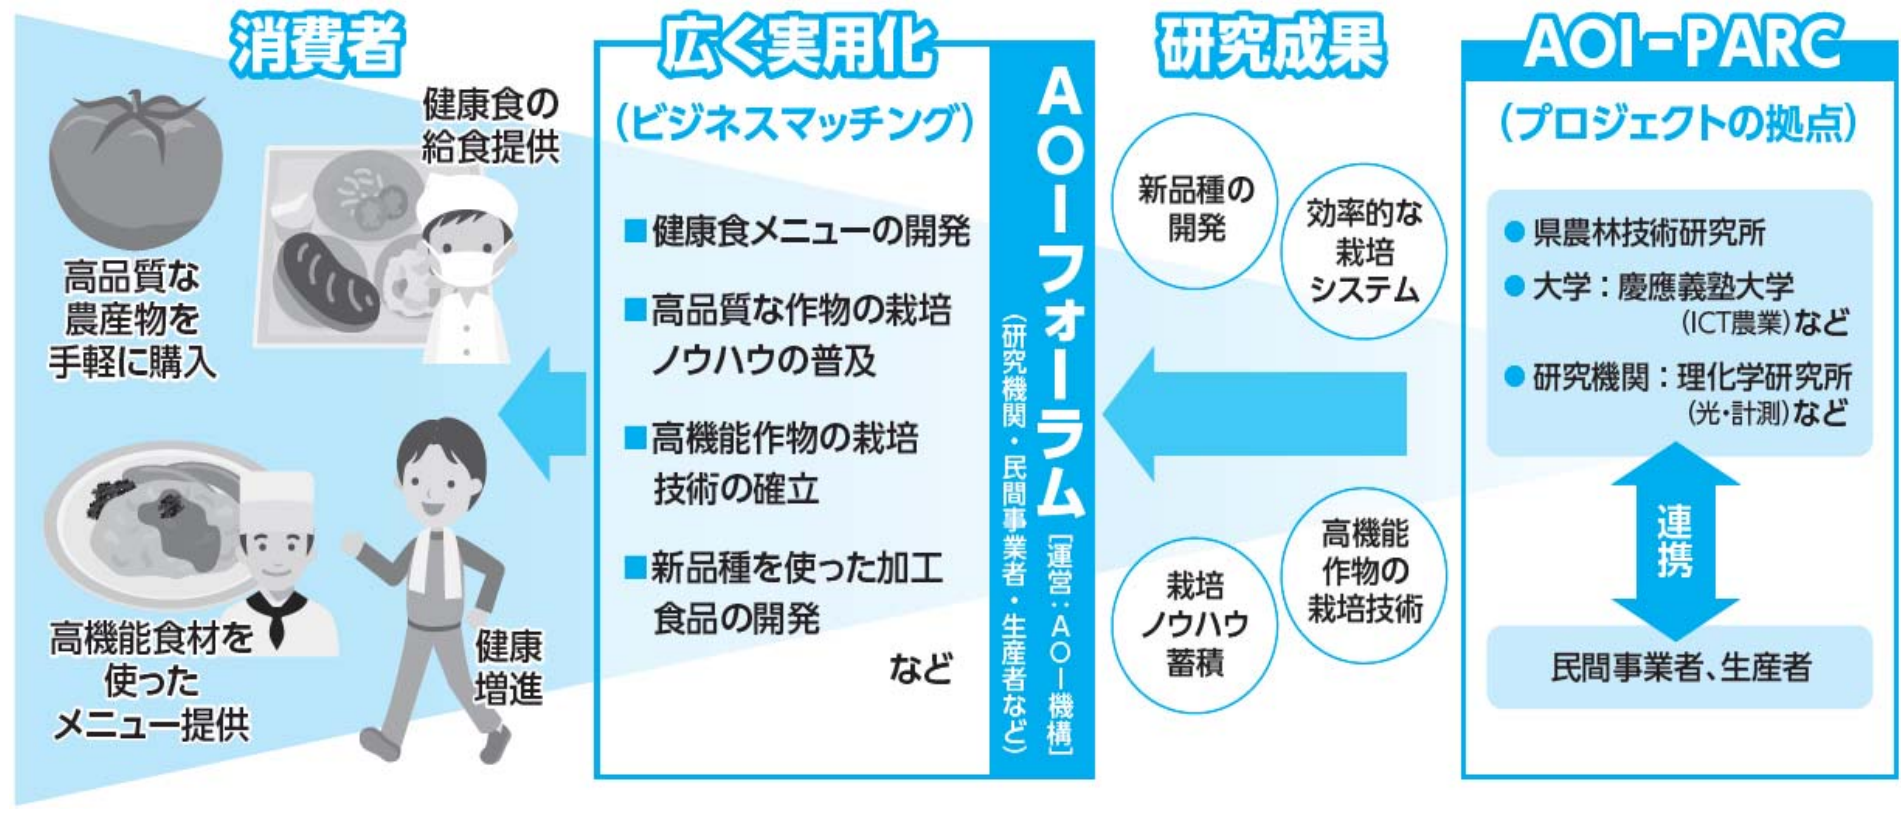 消費者
健康食の
給食提供
高品質な
農産物を
手軽に購入
高機能食材を
使った
メニュー提供
健康
増進
広く実用化
(ビジネスマッチング)
■健康食メニューの開発
■高品質な作物の栽培
ノウハウの普及
■高機能作物の栽培
技術の確立
■新品種を使った加工
食品の開発
など
AOIフォーラム[運営:AOI機構]
(研究機関・民間事業者・生産者など)
研究成果
新品種の
開発
効率的な
栽培
システム
栽培
ノウハウ
蓄積
高機能
作物の
栽培技術
AOI-PARC
(プロジェクトの拠点)
●県農林技術研究所
●大学:慶應義塾大学
(ICT農業)など
●研究機関:理化学研究所
(光・計測)など
連携
民間事業者、生産者